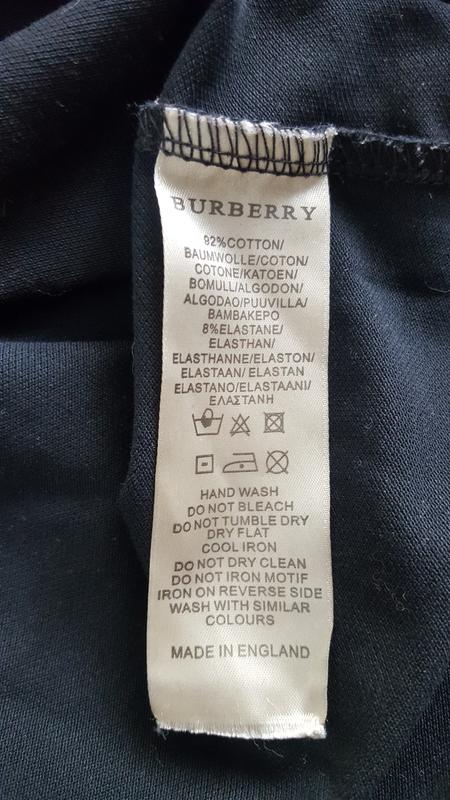 BURBERRY
92%COTTON/
BAUMWOLLE/COTON/
COTONE/KATOEN/
BOMULL/ALGODON/
ALGODAO/PUUVILLA/
BAMBAKEPO
8%ELASTANE/
ELASTHAN/
ELASTHANNE/ELASTON/
ELASTAAN/ ELASTAN
ELASTANO/ELASTAANI/
ΕΛΑΣΤΑΝΗ
HAND WASH
DO NOT BLEACH
DO NOT TUMBLE DRY
DRY FLAT
COOL IRON
DO NOT DRY CLEAN
DO NOT IRON MOTIF
IRON ON REVERSE SIDE
WASH WITH SIMILAR
COLOURS
MADE IN ENGLAND